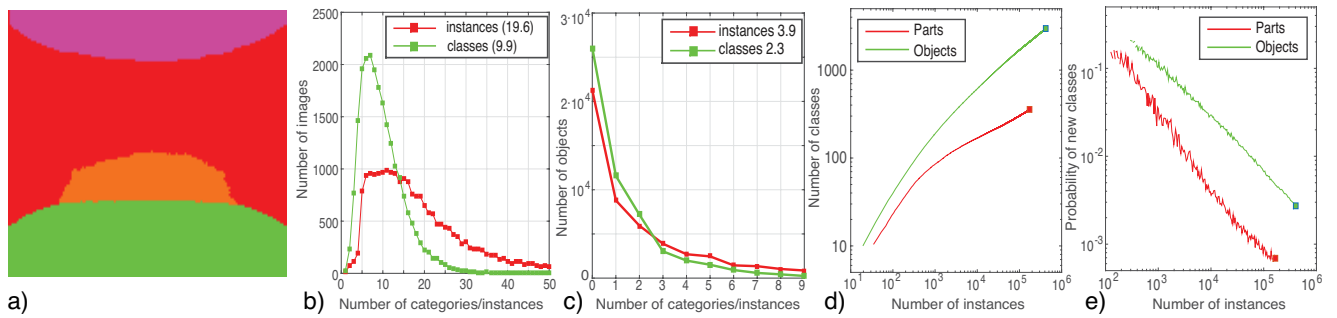 a)
b)
Number of images
2500
2000
1500
1000
500
0
0 10 20 30 40 50
Number of categories/instances
instances (19.6)
classes (9.9)
c)
Number of objects
3·10⁴
2·10⁴
10⁴
0
0 1 2 3 4 5 6 7 8 9
Number of categories/instances
instances 3.9
classes 2.3
d)
Number of classes
1000
100
10
10¹ 10² 10³ 10⁴ 10⁵ 10⁶
Number of instances
Parts
Objects
e)
Probability of new classes
10⁻¹
10⁻²
10⁻³
10² 10³ 10⁴ 10⁵ 10⁶
Number of instances
Parts
Objects